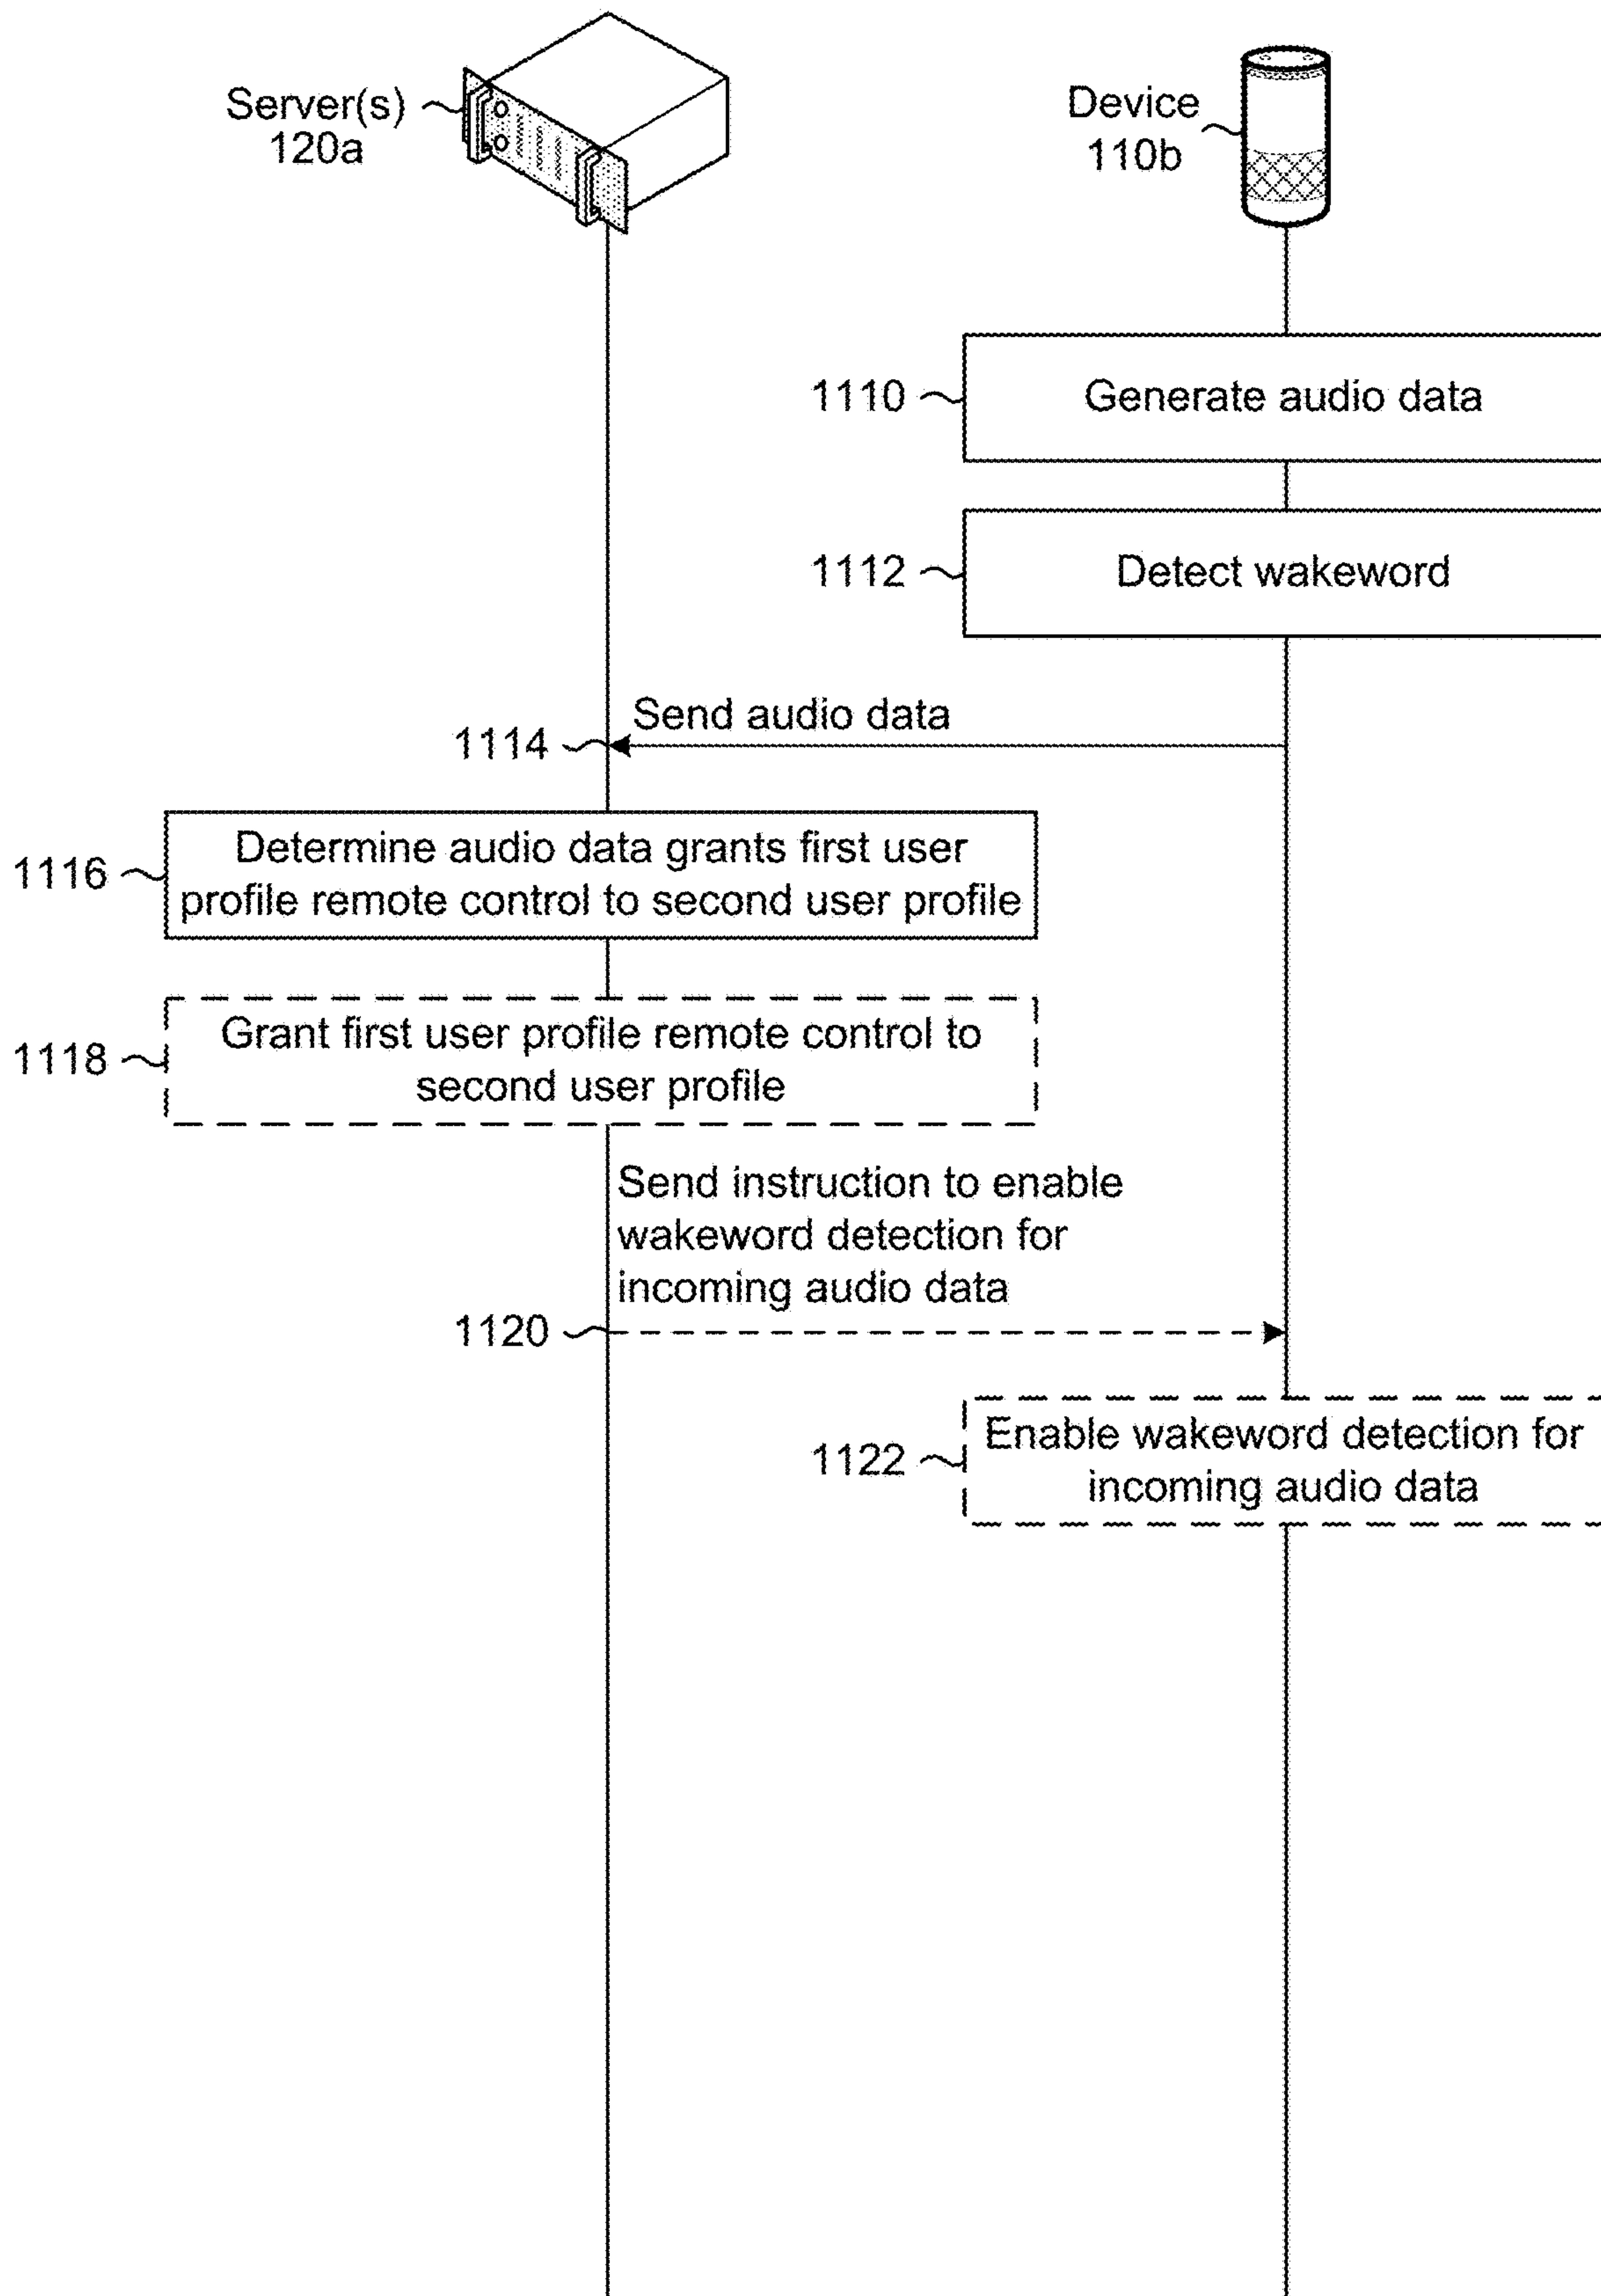 Server(s)
120a
Device
110b
1110
Generate audio data
1112
Detect wakeword
Send audio data
1114
1116
Determine audio data grants first user
profile remote control to second user profile
1118
Grant first user profile remote control to
second user profile
Send instruction to enable
wakeword detection for
incoming audio data
1120
1122
Enable wakeword detection for
incoming audio data